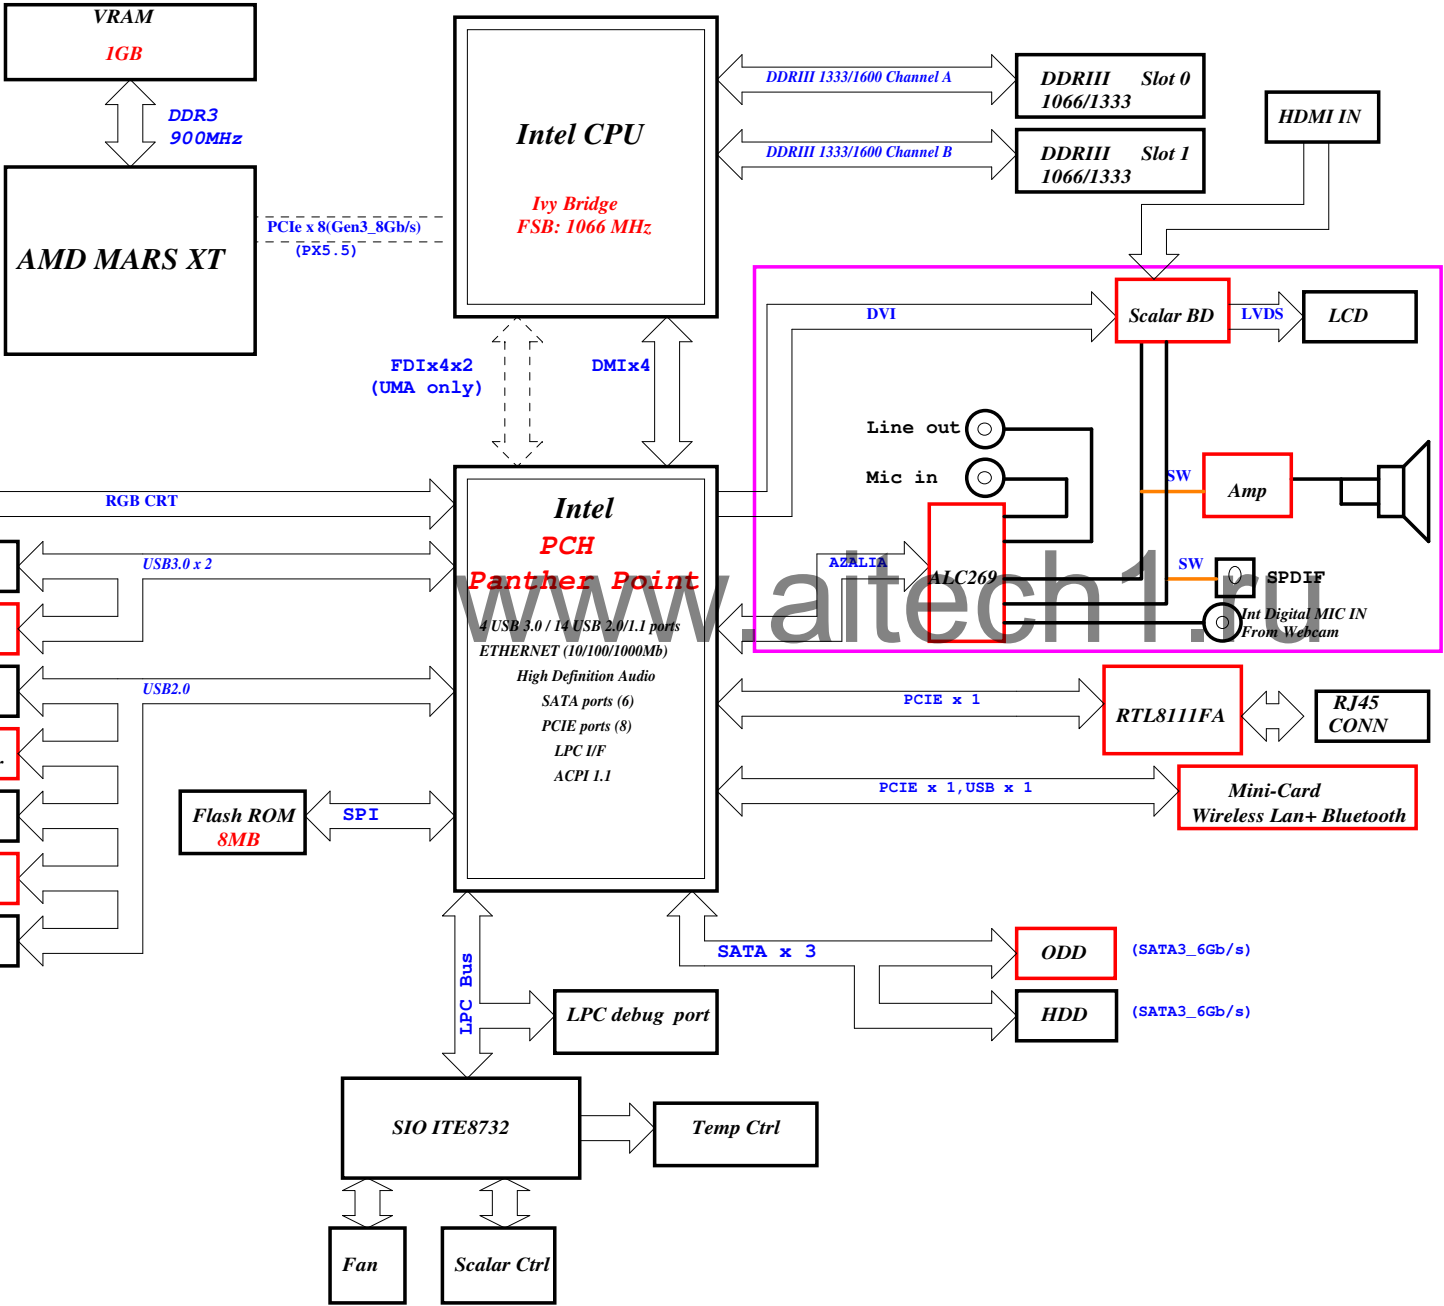 VRAM
1GB
DDR3
900MHz
AMD MARS XT
PCIe x 8(Gen3_8Gb/s)
(PX5.5)
Intel CPU
Ivy Bridge
FSB: 1066 MHz
DDRIII 1333/1600 Channel A
DDRIII Slot 0
1066/1333
DDRIII 1333/1600 Channel B
DDRIII Slot 1
1066/1333
HDMI IN
FDIx4x2
(UMA only)
DMIx4
DVI
Scalar BD
LVDS
LCD
Line out
Mic in
SW
Amp
AZALIA
ALC269
SW
SPDIF
Int Digital MIC IN
From Webcam
RGB CRT
USB3.0 x 2
USB2.0
Intel
PCH
Panther Point
4 USB 3.0 / 14 USB 2.0/1.1 ports
ETHERNET (10/100/1000Mb)
High Definition Audio
SATA ports (6)
PCIE ports (8)
LPC I/F
ACPI 1.1
www.aitech1.ru
PCIE x 1
RTL8111FA
RJ45
CONN
PCIE x 1,USB x 1
Mini-Card
Wireless Lan+ Bluetooth
Flash ROM
8MB
SPI
SATA x 3
ODD
(SATA3_6Gb/s)
HDD
(SATA3_6Gb/s)
LPC Bus
LPC debug port
SIO ITE8732
Temp Ctrl
Fan
Scalar Ctrl